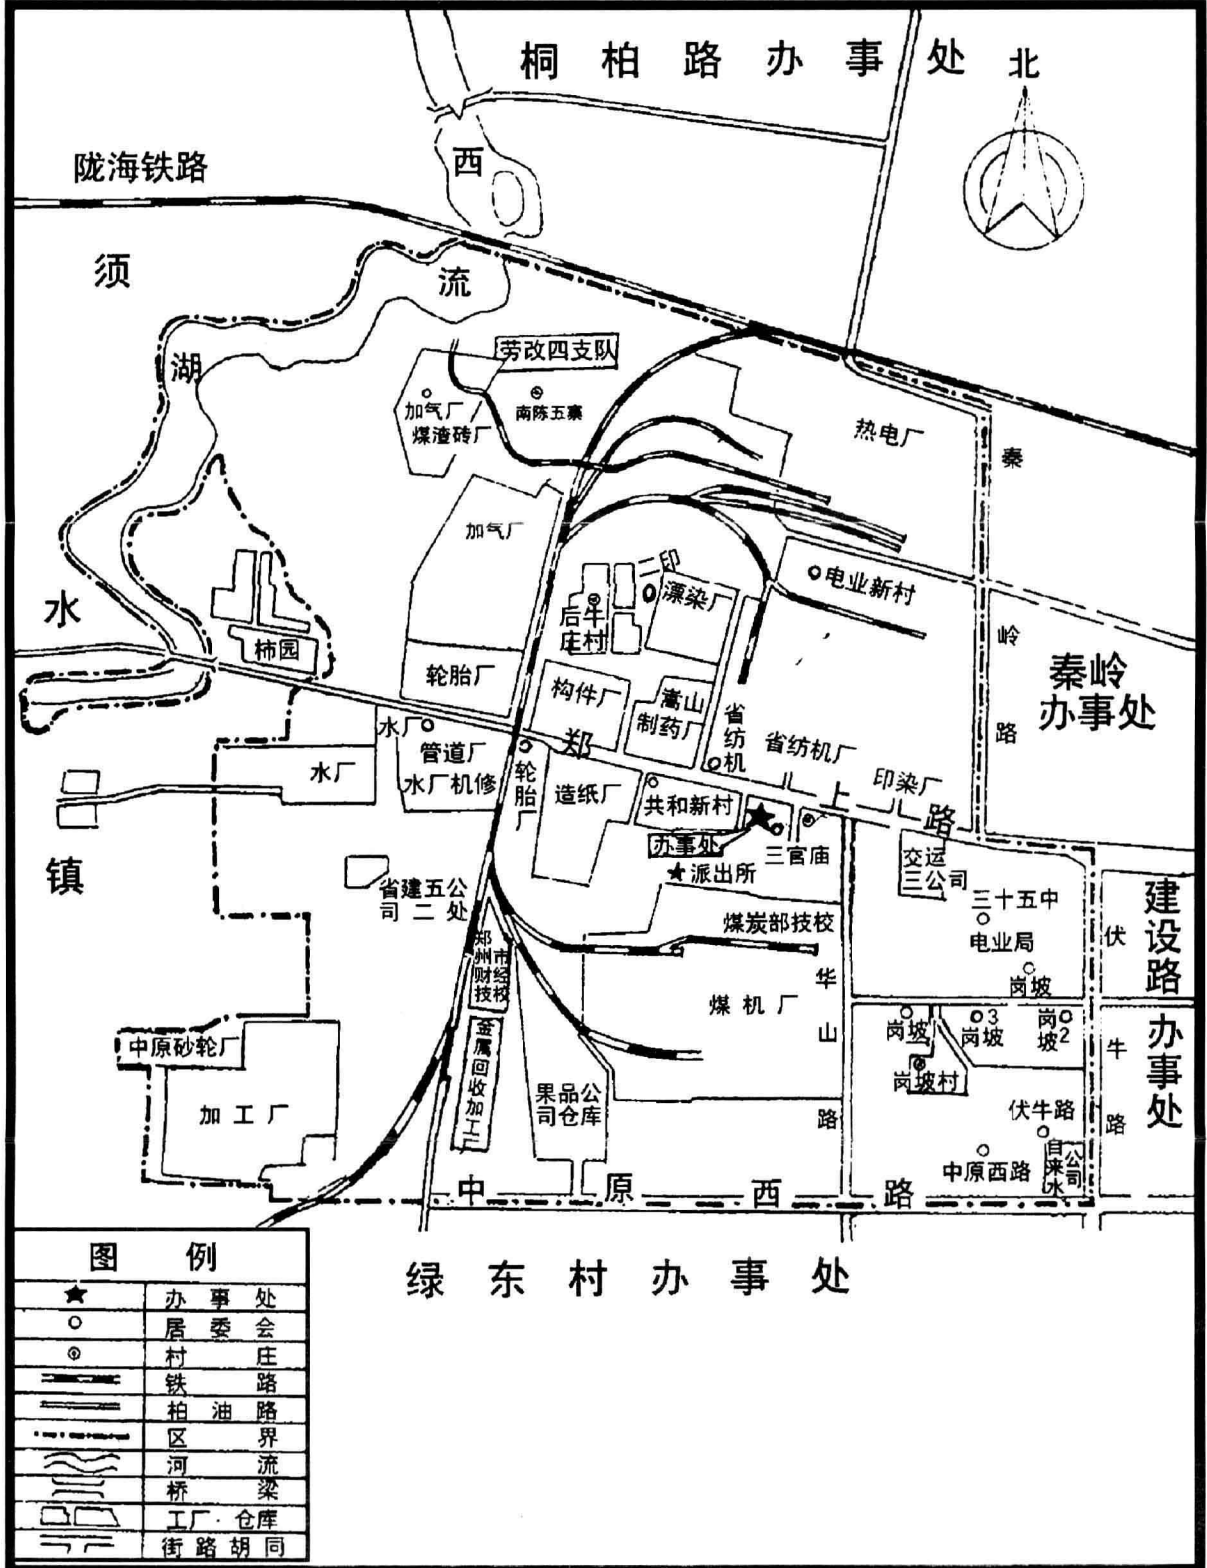 桐柏路办事处
北
陇海铁路
西
流
湖
须
水
镇
劳改四支队
南陈五寨
加气厂
煤渣砖厂
热电厂
秦
岭
路
加气厂
二印
漂染厂
电业新村
后牛
庄村
柿园
轮胎厂
构件厂
嵩山
制药厂
省纺机
省纺机厂
印染厂
秦岭
办事处
水厂
管道厂
水厂机修
水厂
轮胎厂
郑
路
造纸厂
共和新村
办事处
三官庙
派出所
交运
三公司
三十五中
电业局
岗坡
省建五公
司二处
煤炭部技校
郑州财技
市经校
煤机厂
华
山
路
岗坡
岗坡3
岗坡2
岗坡村
建设路办事处
伏
牛
路
中原砂轮厂
加工厂
金属回收加工厂
果品公
司仓库
伏牛路
中原西路
自来水
公司
中原西路
绿东村办事处
图例
办事处
居委会
村庄
铁路
柏油路
区界
河流
桥梁
工厂·仓库
街路胡同